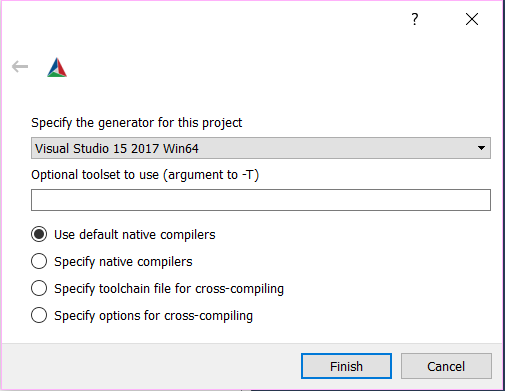 ?
Specify the generator for this project
Visual Studio 15 2017 Win64
Optional toolset to use (argument to -T)
Use default native compilers
Specify native compilers
Specify toolchain file for cross-compiling
Specify options for cross-compiling
Finish
Cancel